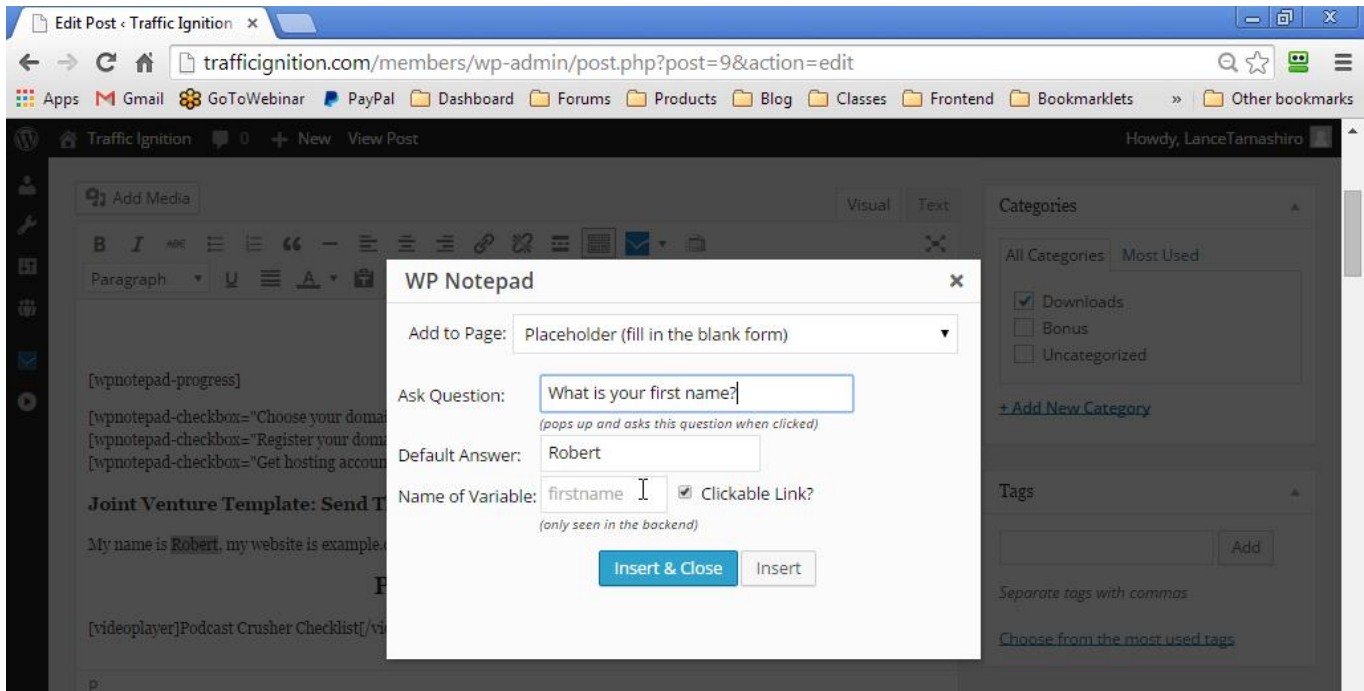 Edit Post ‹ Traffic Ignition
trafficignition.com/members/wp-admin/post.php?post=9&action=edit
Apps Gmail GoToWebinar PayPal Dashboard Forums Products Blog Classes Frontend Bookmarklets » Other bookmarks
Traffic Ignition 0 + New View Post Howdy, LanceTamashiro
Add Media Visual Text
Categories
B I ABC
All Categories Most Used
Paragraph U A
Downloads
Bonus
Uncategorized
+ Add New Category
WP Notepad
Add to Page: Placeholder (fill in the blank form)
Ask Question: What is your first name?
(pops up and asks this question when clicked)
Default Answer: Robert
Name of Variable: firstname Clickable Link?
(only seen in the backend)
Insert & Close Insert
[wpnotepad-progress]
[wpnotepad-checkbox="Choose your domai
[wpnotepad-checkbox="Register your doma
[wpnotepad-checkbox="Get hosting accoun
Joint Venture Template: Send T
My name is Robert, my website is example.
P
[videoplayer]Podcast Crusher Checklist[/vi
P
Tags
Add
Separate tags with commas
Choose from the most used tags